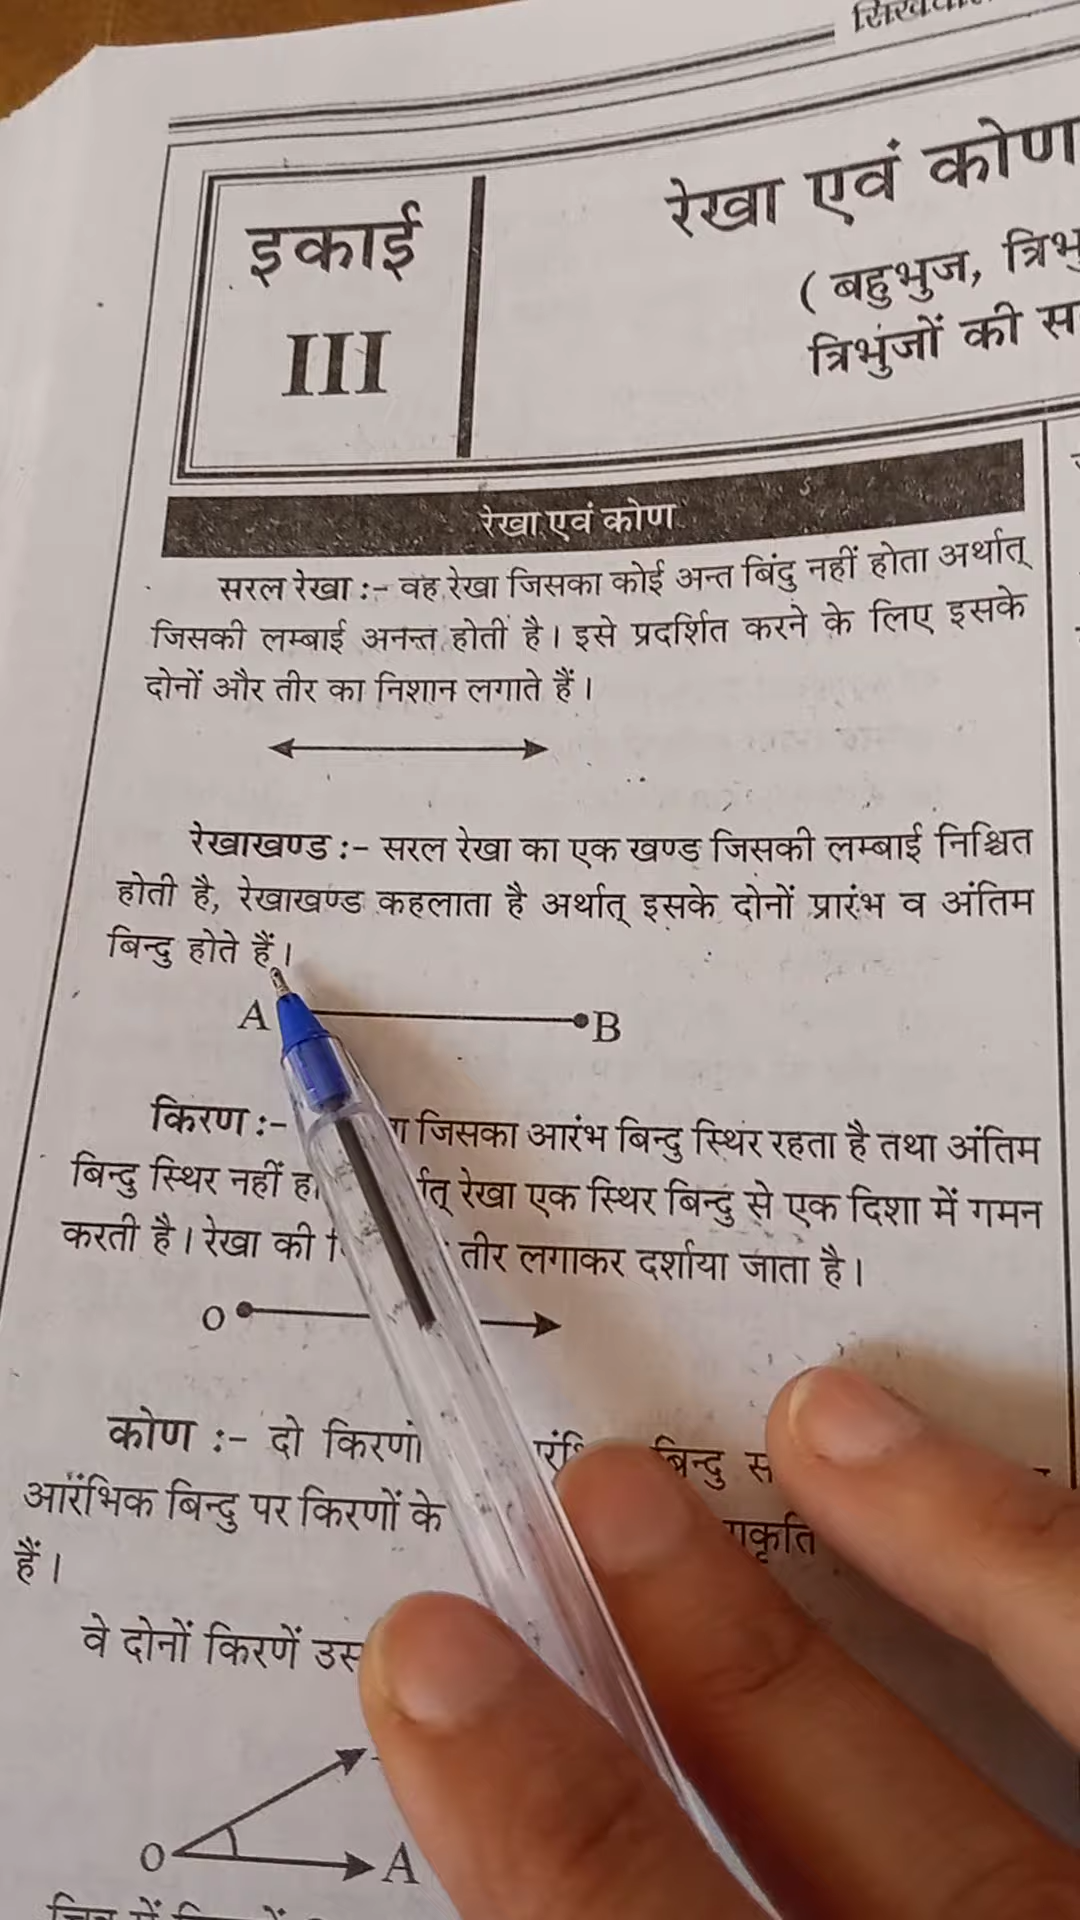 इकाई
III
रेखा एवं कोण
( बहुभुज,
त्रिभुजों की
रेखा एवं कोण
सरल रेखा :- वह रेखा जिसका कोई अन्त बिंदु नहीं होता अर्थात्
जिसकी लम्बाई अनन्त होती है। इसे प्रदर्शित करने के लिए इसके
दोनों और तीर का निशान लगाते हैं।
रेखाखण्ड :- सरल रेखा का एक खण्ड जिसकी लम्बाई निश्चित
होती है, रेखाखण्ड कहलाता है अर्थात् इसके दोनों प्रारंभ व अंतिम
बिन्दु होते हैं।
A B
किरण :- जिसका आरंभ बिन्दु स्थिर रहता है तथा अंतिम
बिन्दु स्थिर नहीं रेखा एक स्थिर बिन्दु से एक दिशा में गमन
करती है। रेखा की तीर लगाकर दर्शाया जाता है।
O
कोण :- दो बिन्दु
आरंभिक बिन्दु पर किरणों के
हैं।
वे दोनों किरणें
O A